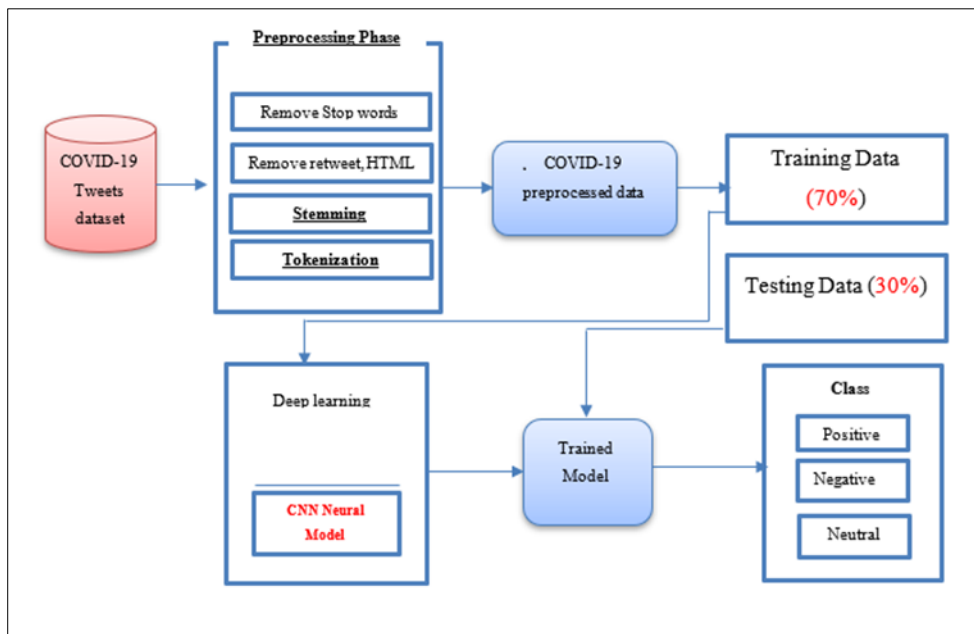 Preprocessing Phase
Remove Stop words
Remove retweet, HTML
Stemming
Tokenization
COVID-19
Tweets
dataset
. COVID-19
preprocessed data
Training Data
(70%)
Testing Data (30%)
Deep learning
CNN Neural
Model
Trained
Model
Class
Positive
Negative
Neutral